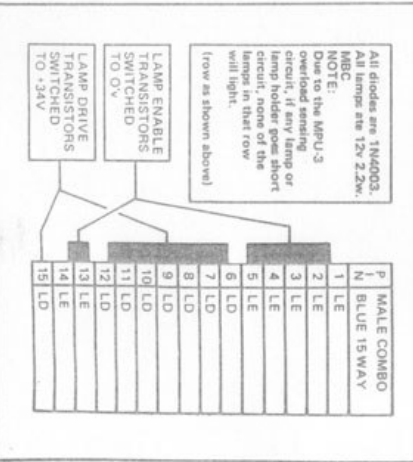 All diodes are 1N4003.
All lamps ate 12v 2.2w.
MBC
NOTE:
Due to the MPU-3
overload sensing
circuit, if any lamp or
lamp holder goes short
circuit, none of the
lamps in that row
will light.
(row as shown above)
LAMP ENABLE
TRANSISTORS
SWITCHED
TO O'v
LAMP DRIVE
TRANSISTORS
SWITCHED
TO +34V
PIN MALE COMBO
BLUE 15 WAY
1 LE
2 LE
3 LE
4 LE
5 LE
6 LD
7 LD
8 LD
9 LD
10 LD
11 LD
12 LD
13 LE
14 LE
15 LD